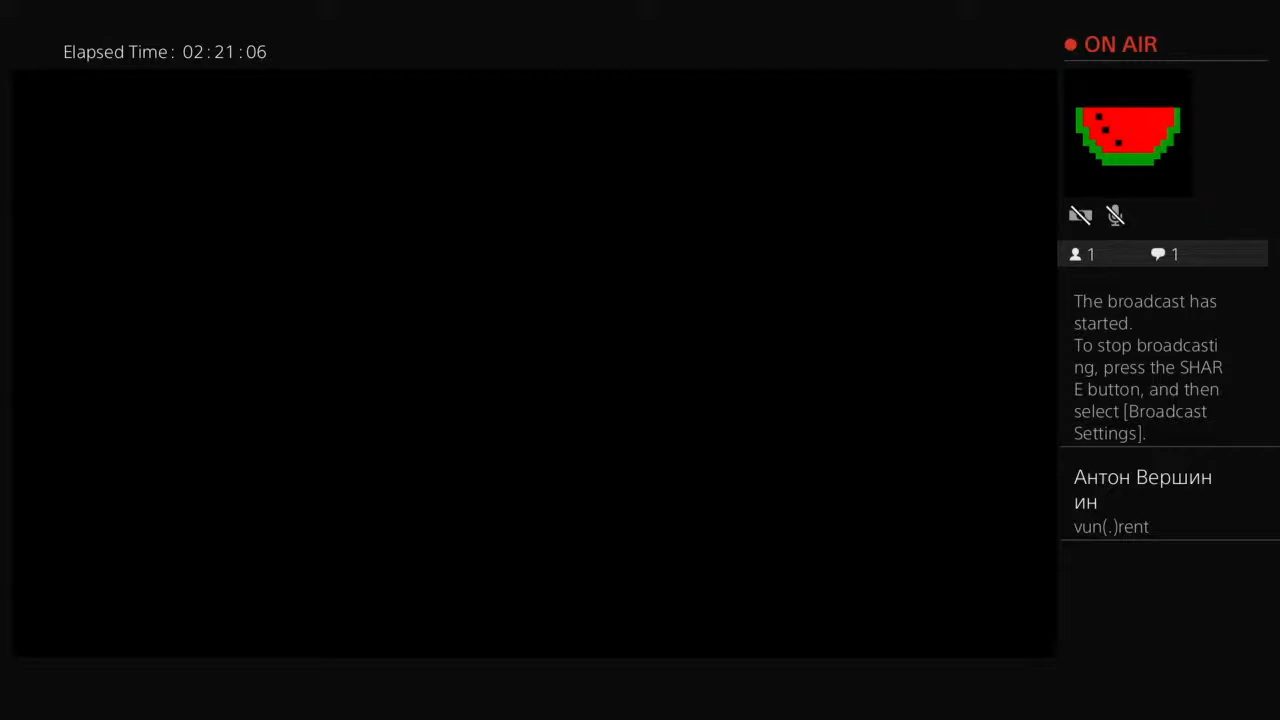 Elapsed Time: 02:21:06
ON AIR
1 1
The broadcast has
started.
To stop broadcasti
ng, press the SHAR
E button, and then
select [Broadcast
Settings].
Антон Вершин
ин
vun(.)rent